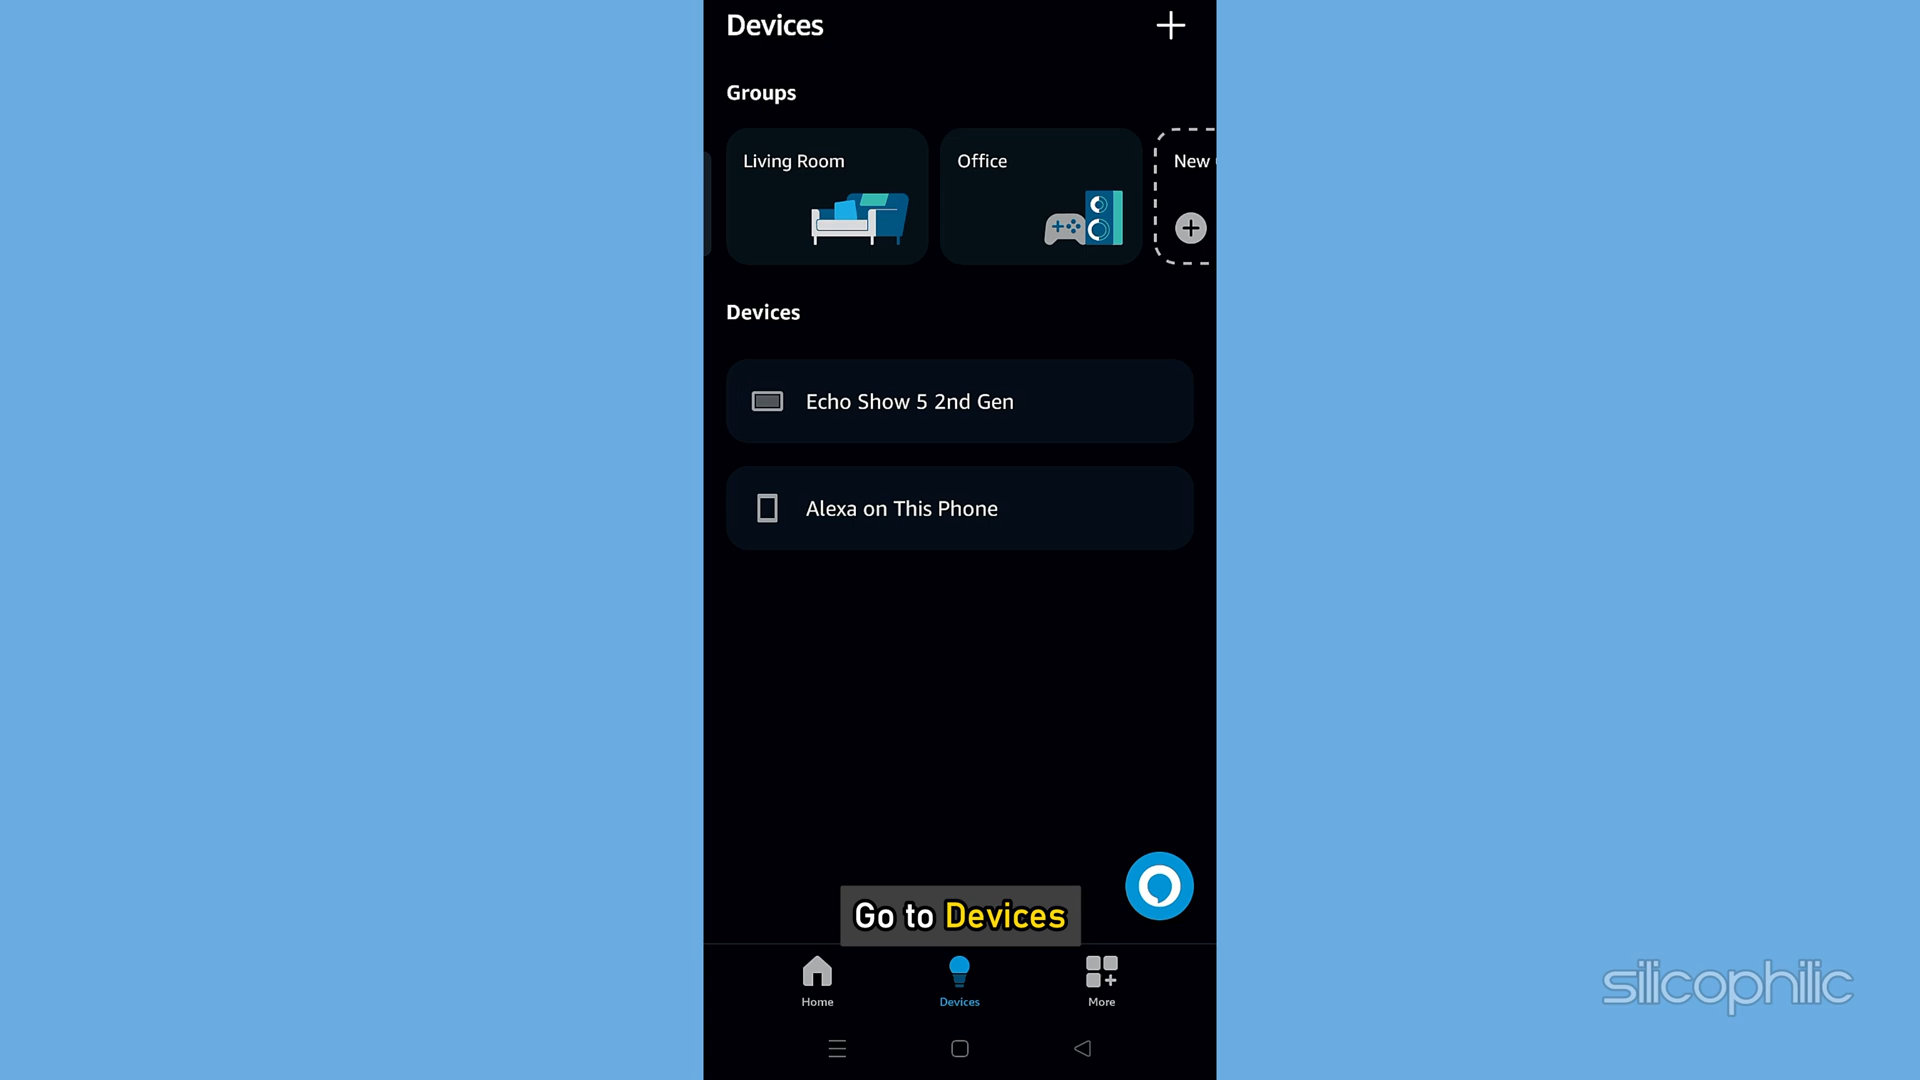 Devices
Groups
Living Room
Office
New
Devices
Echo Show 5 2nd Gen
Alexa on This Phone
Go to Devices
Home
Devices
More
silicophilic